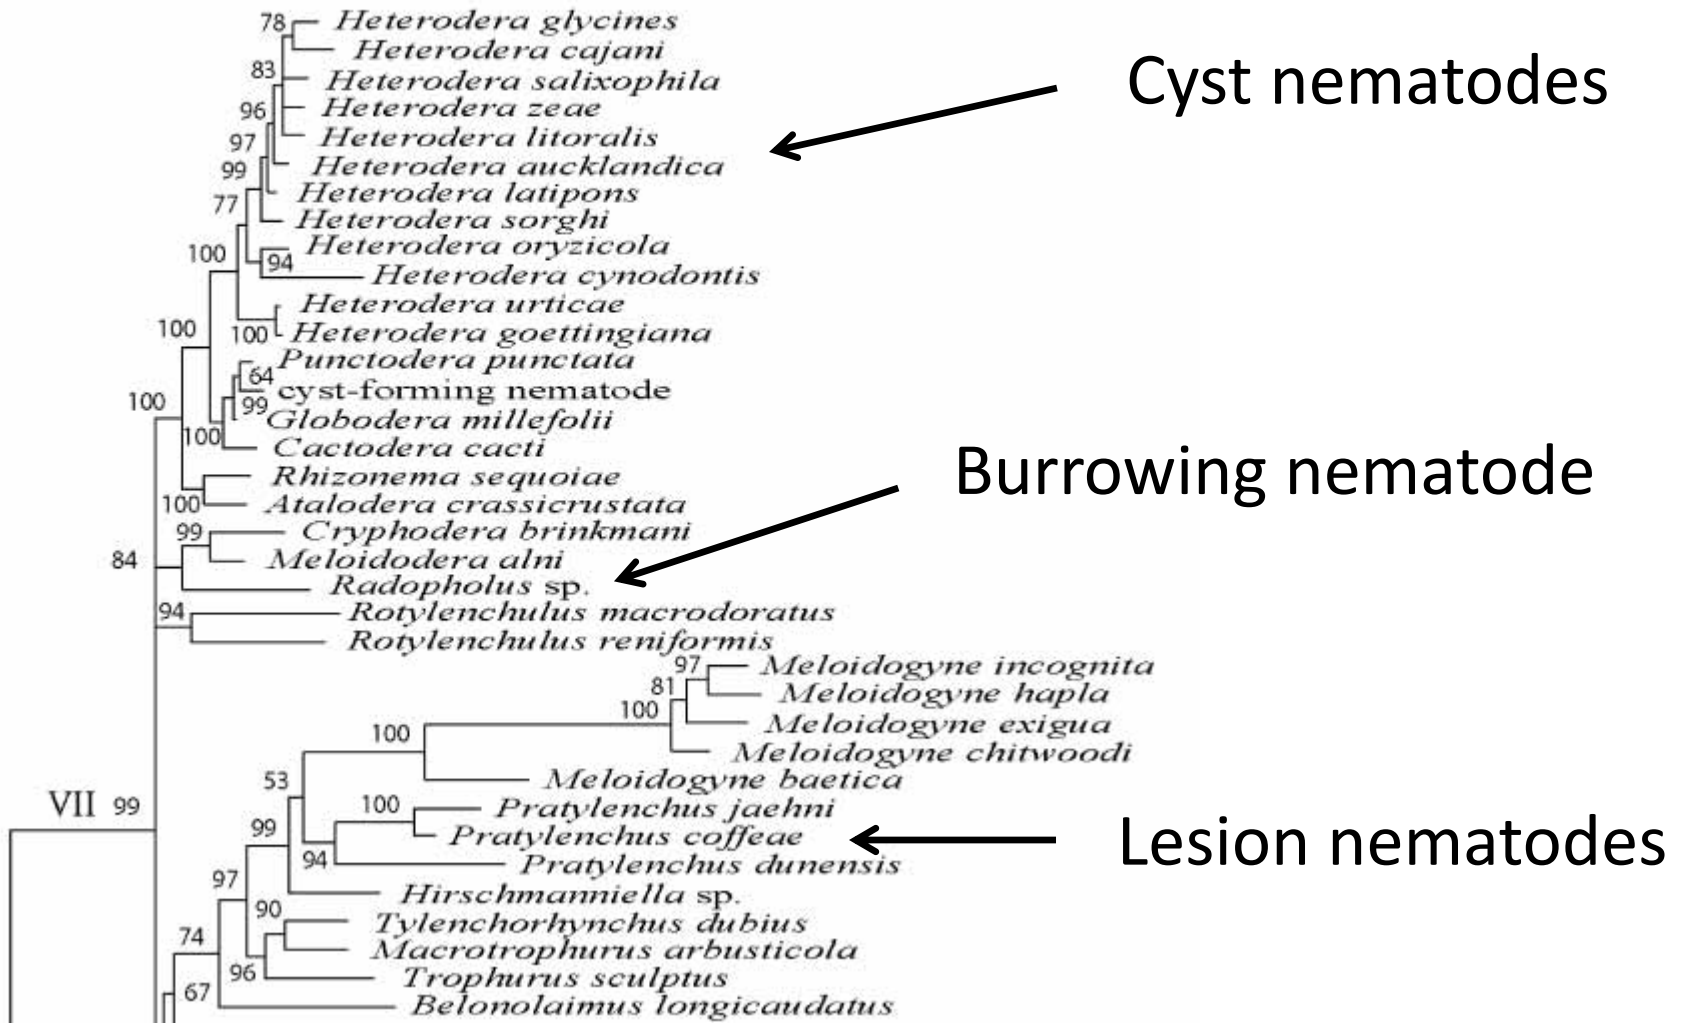 78 Heterodera glycines
Heterodera cajani
Cyst nematodes
83 Heterodera salixophila
96 Heterodera zeae
97 Heterodera litoralis
99 Heterodera aucklandica
77 Heterodera latipons
Heterodera sorghi
100 Heterodera oryzicola
94 Heterodera cynodontis
Heterodera urticae
100 100 Heterodera goettingiana
Punctodera punctata
64 cyst-forming nematode
100 99 Globodera millefolii
100 Cactodera cacti
Burrowing nematode
Rhizonema sequoiae
100 Atalodera crassicrustata
99 Cryphodera brinkmani
84 Meloidodera alni
Radopholus sp.
94 Rotylenchulus macrodoratus
Rotylenchulus reniformis
97 Meloidogyne incognita
81 Meloidogyne hapla
100 Meloidogyne exigua
100 Meloidogyne chitwoodi
53 Meloidogyne baetica
VII 99 100 Pratylenchus jaehni
99 Pratylenchus coffeae
Lesion nematodes
94 Pratylenchus dunensis
97 Hirschmanniella sp.
90 Tylenchorhynchus dubius
74 Macrotrophurus arbusticola
96 Trophurus sculptus
67 Belonolaimus longicaudatus